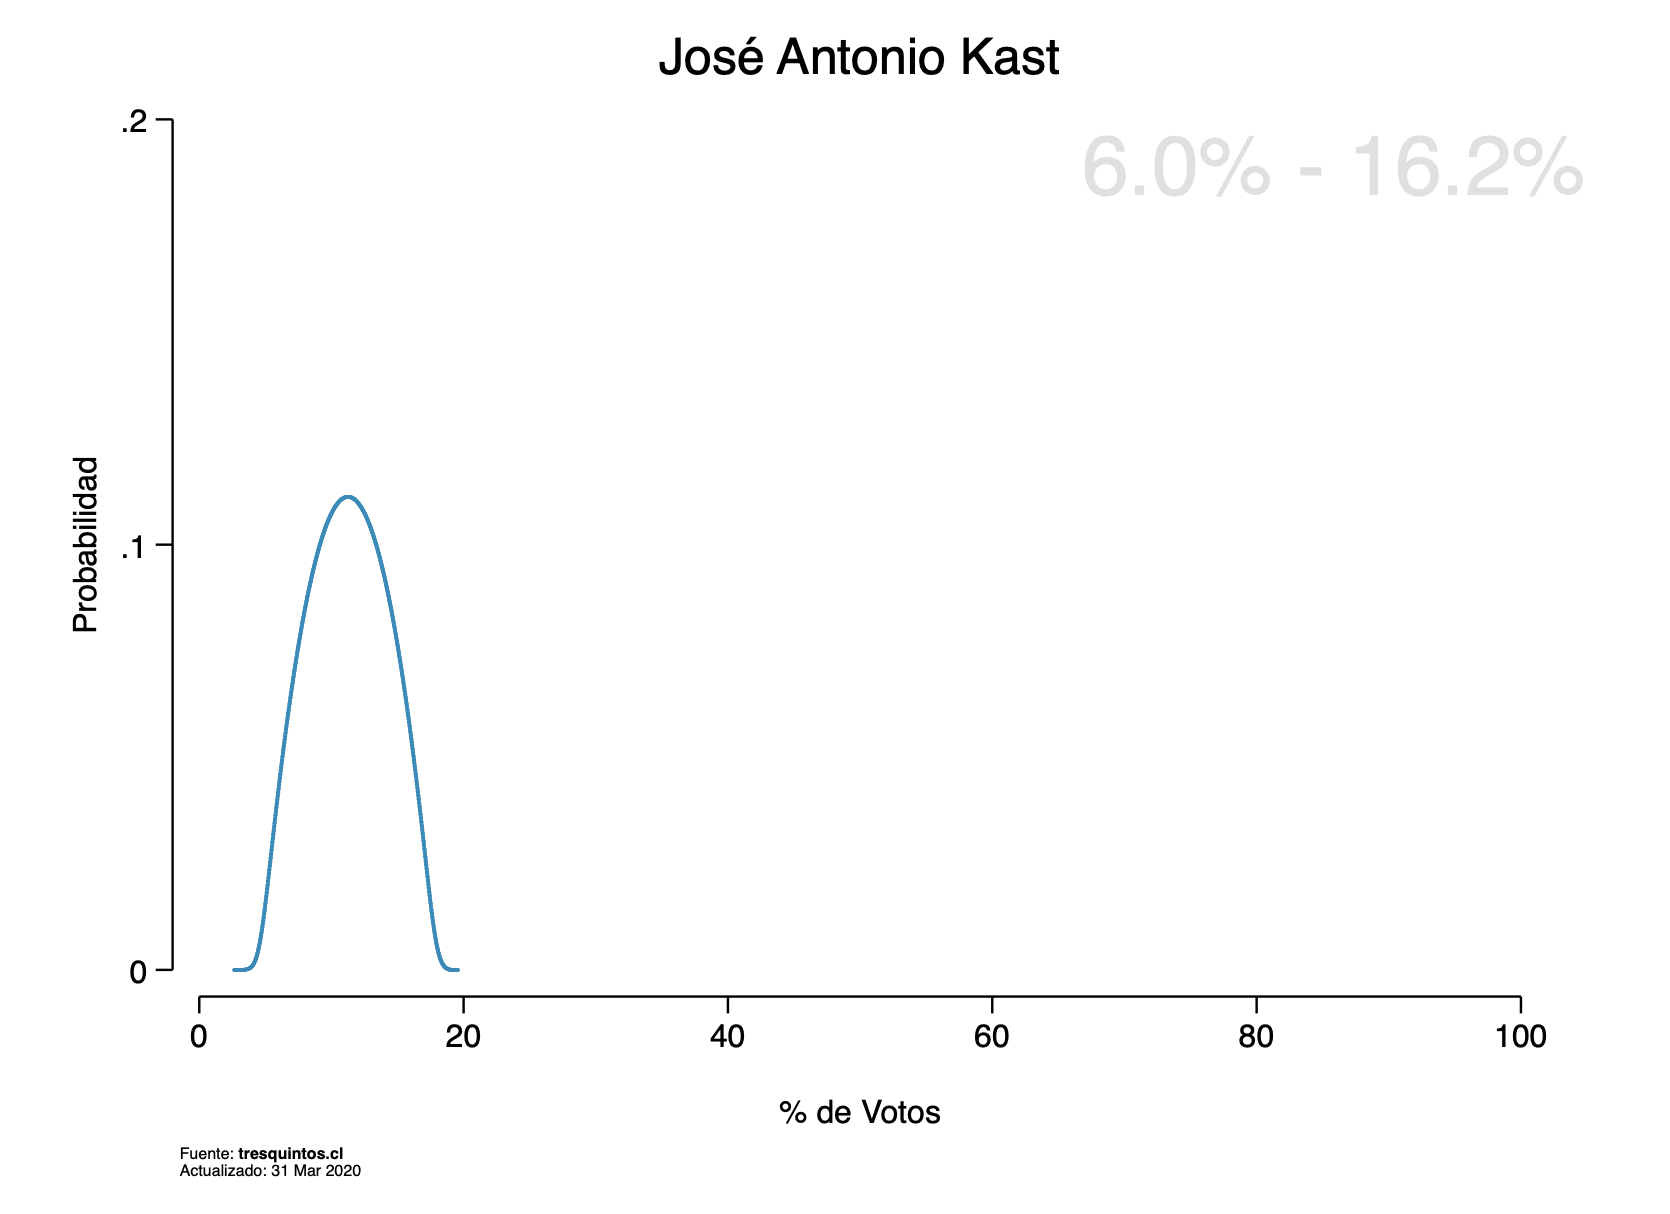 José Antonio Kast
6.0% - 16.2%
.2
.1
0
Probabilidad
0 20 40 60 80 100
% de Votos
Fuente: tresquintos.cl
Actualizado: 31 Mar 2020